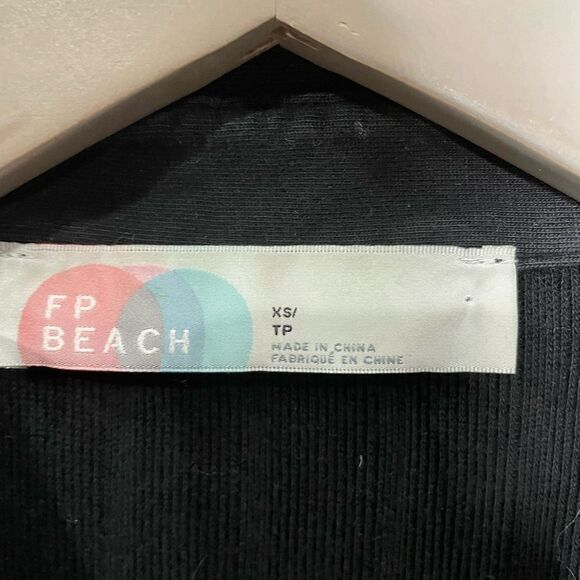 FP
BEACH
XS/
TP
MADE IN CHINA
FABRIQUÉ EN CHINE